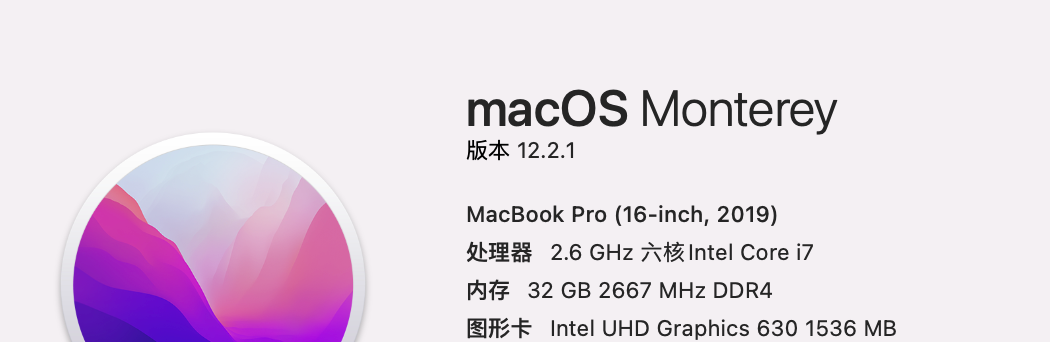 macOS Monterey
版本 12.2.1
MacBook Pro (16-inch, 2019)
处理器 2.6 GHz 六核Intel Core i7
内存 32 GB 2667 MHz DDR4
图形卡 Intel UHD Graphics 630 1536 MB